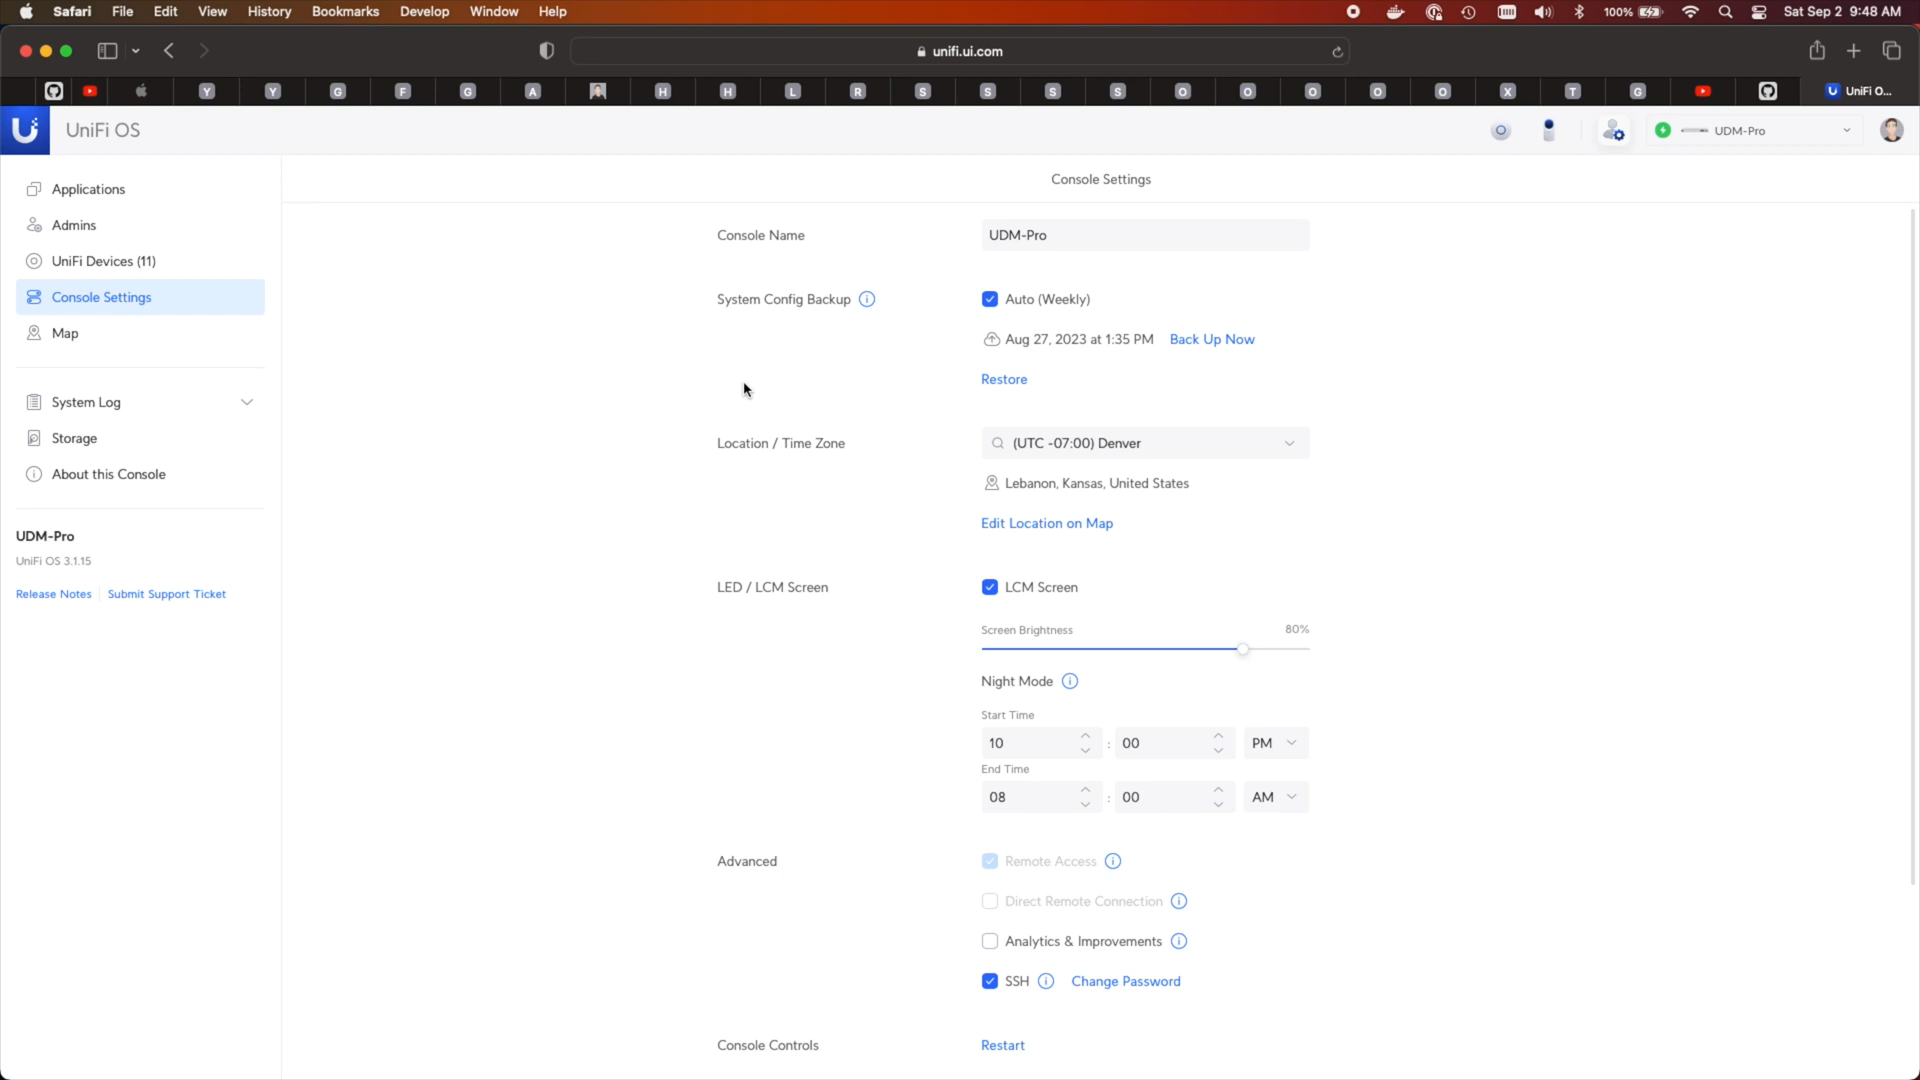 Safari File Edit View History Bookmarks Develop Window Help 100% Sat Sep 2 9:48 AM
unifi.ui.com
Y Y G F G A H H L R S S S S O O O O O X T G UniFi O...
UniFi OS UDM-Pro
Applications
Admins
UniFi Devices (11)
Console Settings
Map
System Log
Storage
About this Console
UDM-Pro
UniFi OS 3.1.15
Release Notes Submit Support Ticket
Console Settings
Console Name UDM-Pro
System Config Backup Auto (Weekly)
Aug 27, 2023 at 1:35 PM Back Up Now
Restore
Location / Time Zone (UTC -07:00) Denver
Lebanon, Kansas, United States
Edit Location on Map
LED / LCM Screen LCM Screen
Screen Brightness 80%
Night Mode
Start Time
10 : 00 PM
End Time
08 : 00 AM
Advanced Remote Access
Direct Remote Connection
Analytics & Improvements
SSH Change Password
Console Controls Restart